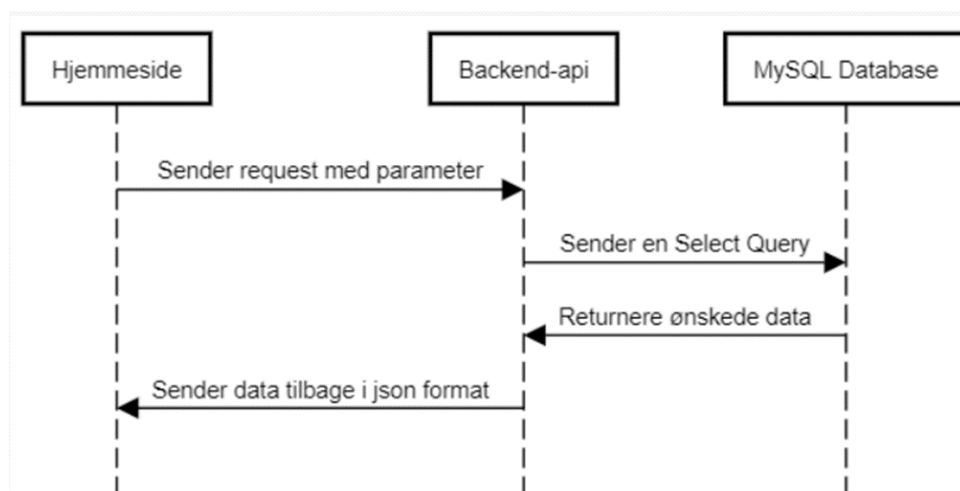 Hjemmeside
Backend-api
MySQL Database
Sender request med parameter
Sender en Select Query
Returnere ønskede data
Sender data tilbage i json format